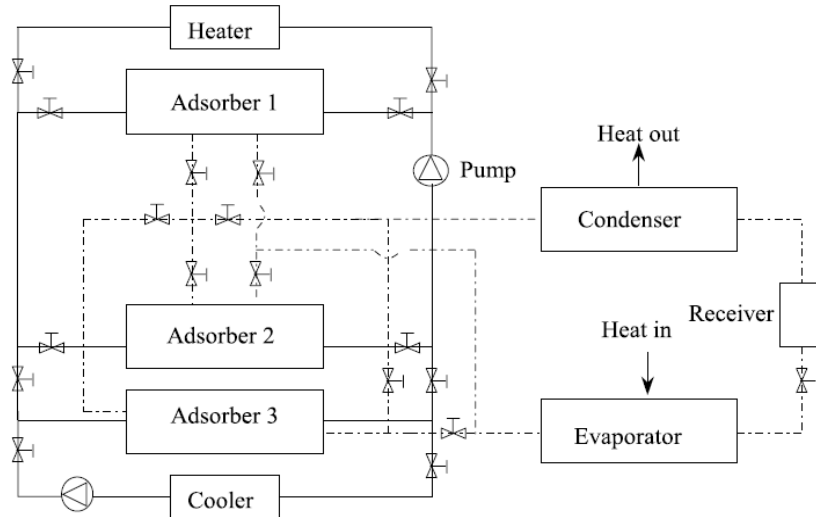 Heater
Adsorber 1
Heat out
Pump
Condenser
Receiver
Heat in
Adsorber 2
Adsorber 3
Evaporator
Cooler